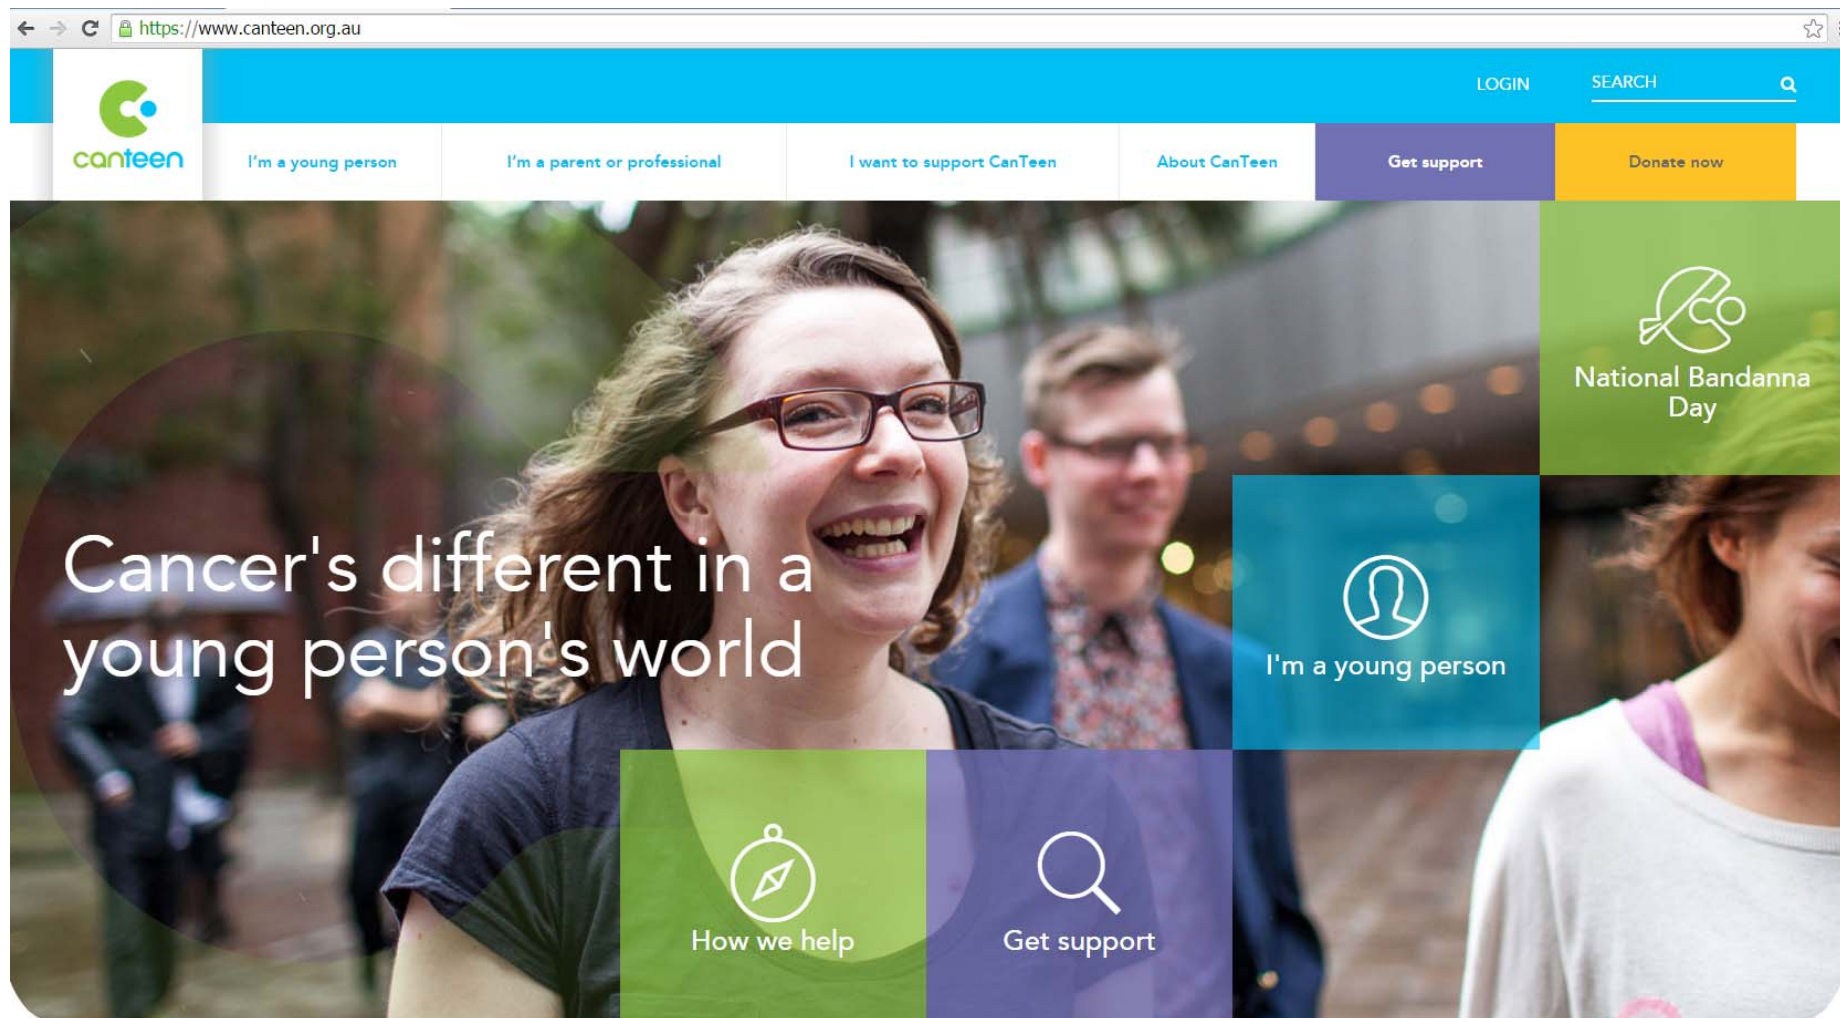 https://www.canteen.org.au
LOGIN
SEARCH
canteen
I'm a young person
I'm a parent or professional
I want to support CanTeen
About CanTeen
Get support
Donate now
National Bandanna
Day
Cancer's different in a
young person's world
I'm a young person
How we help
Get support